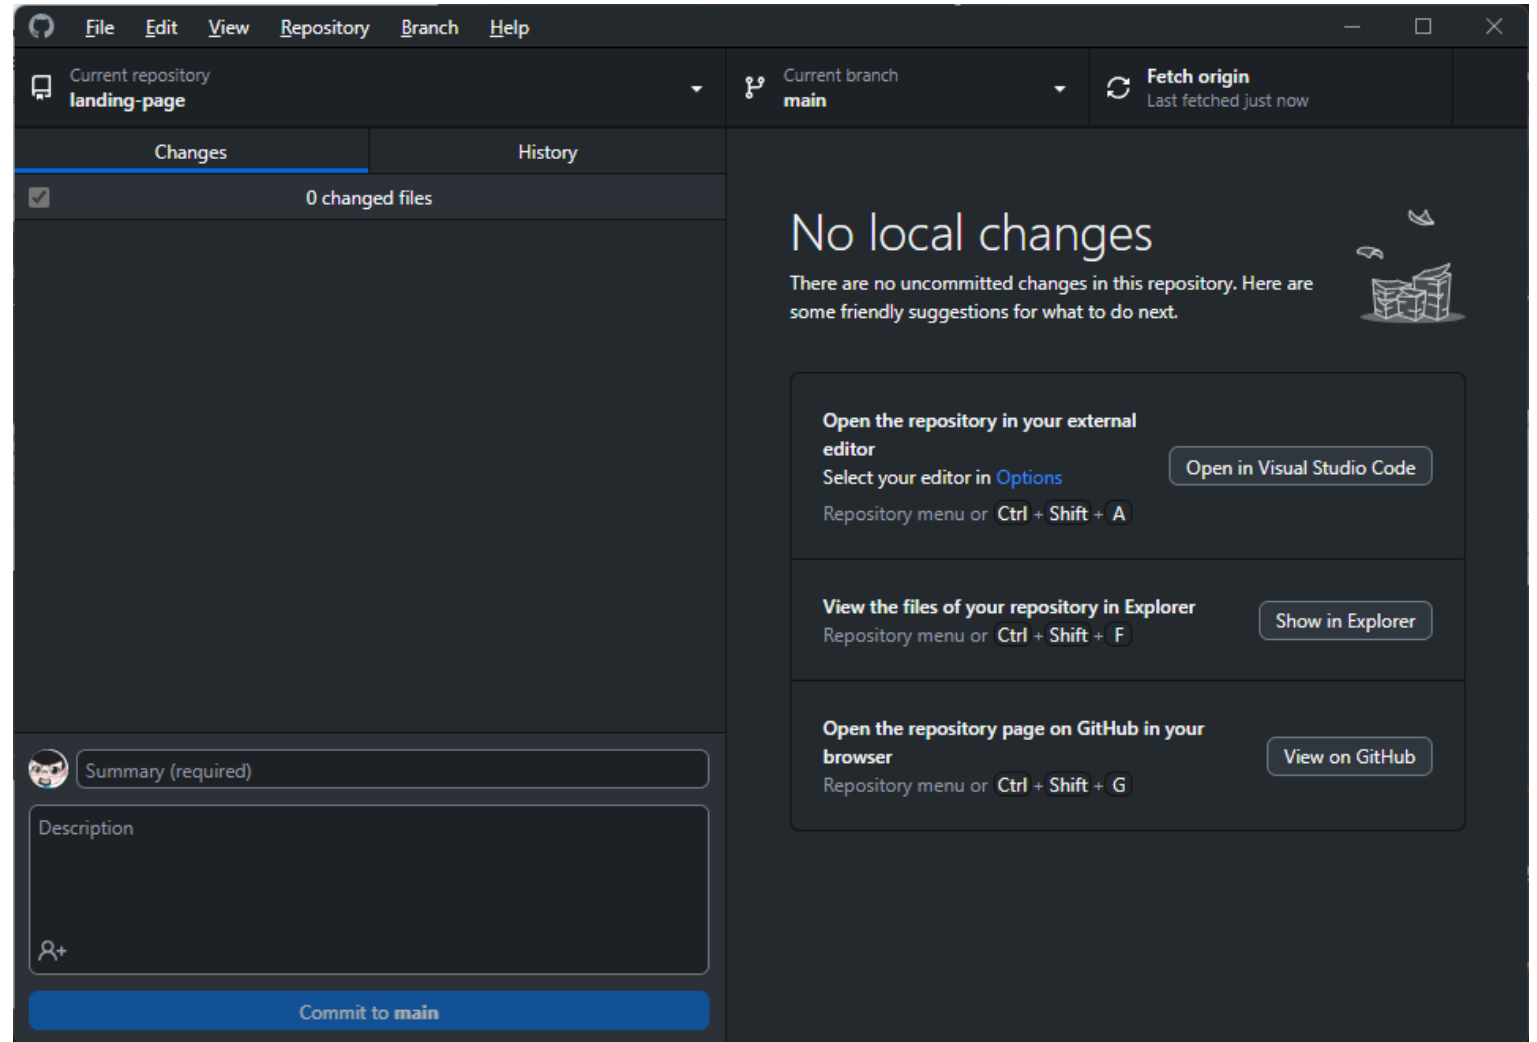 File Edit View Repository Branch Help
Current repository
landing-page
Current branch
main
Fetch origin
Last fetched just now
Changes
History
0 changed files
No local changes
There are no uncommitted changes in this repository. Here are
some friendly suggestions for what to do next.
Open the repository in your external
editor
Select your editor in Options
Repository menu or Ctrl + Shift + A
Open in Visual Studio Code
View the files of your repository in Explorer
Repository menu or Ctrl + Shift + F
Show in Explorer
Open the repository page on GitHub in your
browser
Repository menu or Ctrl + Shift + G
View on GitHub
Summary (required)
Description
Commit to main